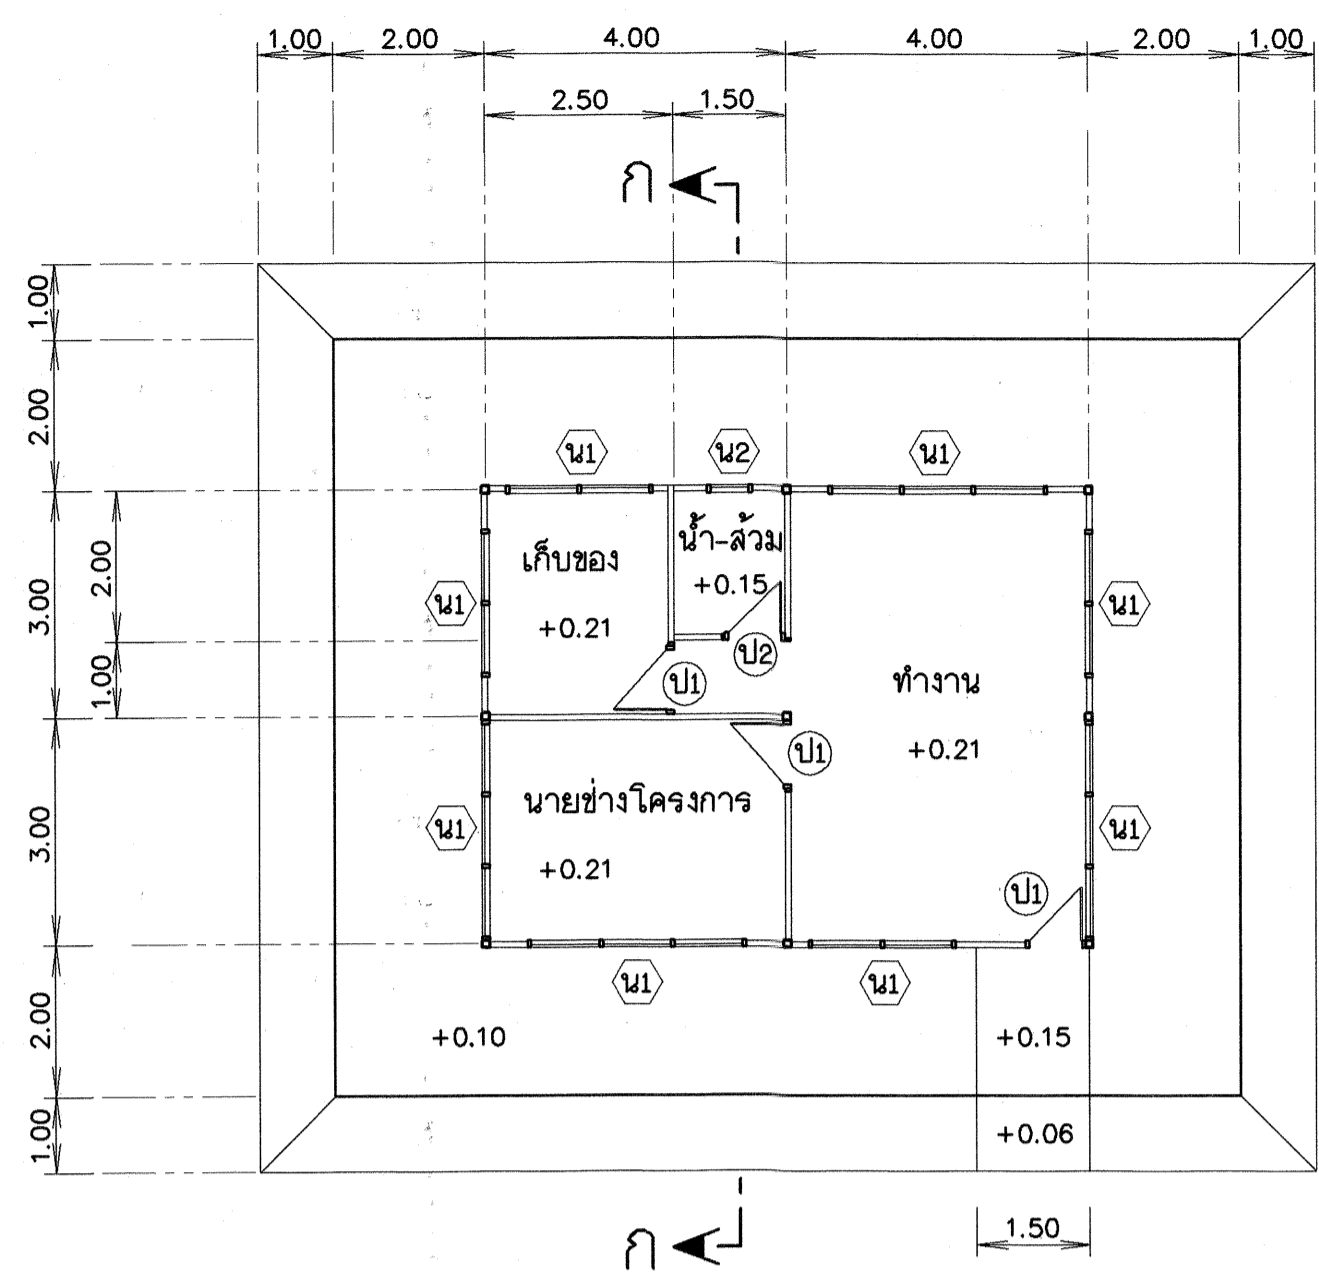 1.00 2.00 4.00 4.00 2.00 1.00
2.50 1.50
ก
1.00
2.00
น1 น2 น1
น้ำ-ส้วม
เก็บของ
+0.15
2.00
3.00
น1
น1
+0.21
ป2
1.00
ป1
ทำงาน
+0.21
ป1
นายช่างโครงการ
3.00
น1
น1
+0.21
ป1
น1 น1
2.00
+0.10 +0.15
1.00
+0.06
1.50
ก